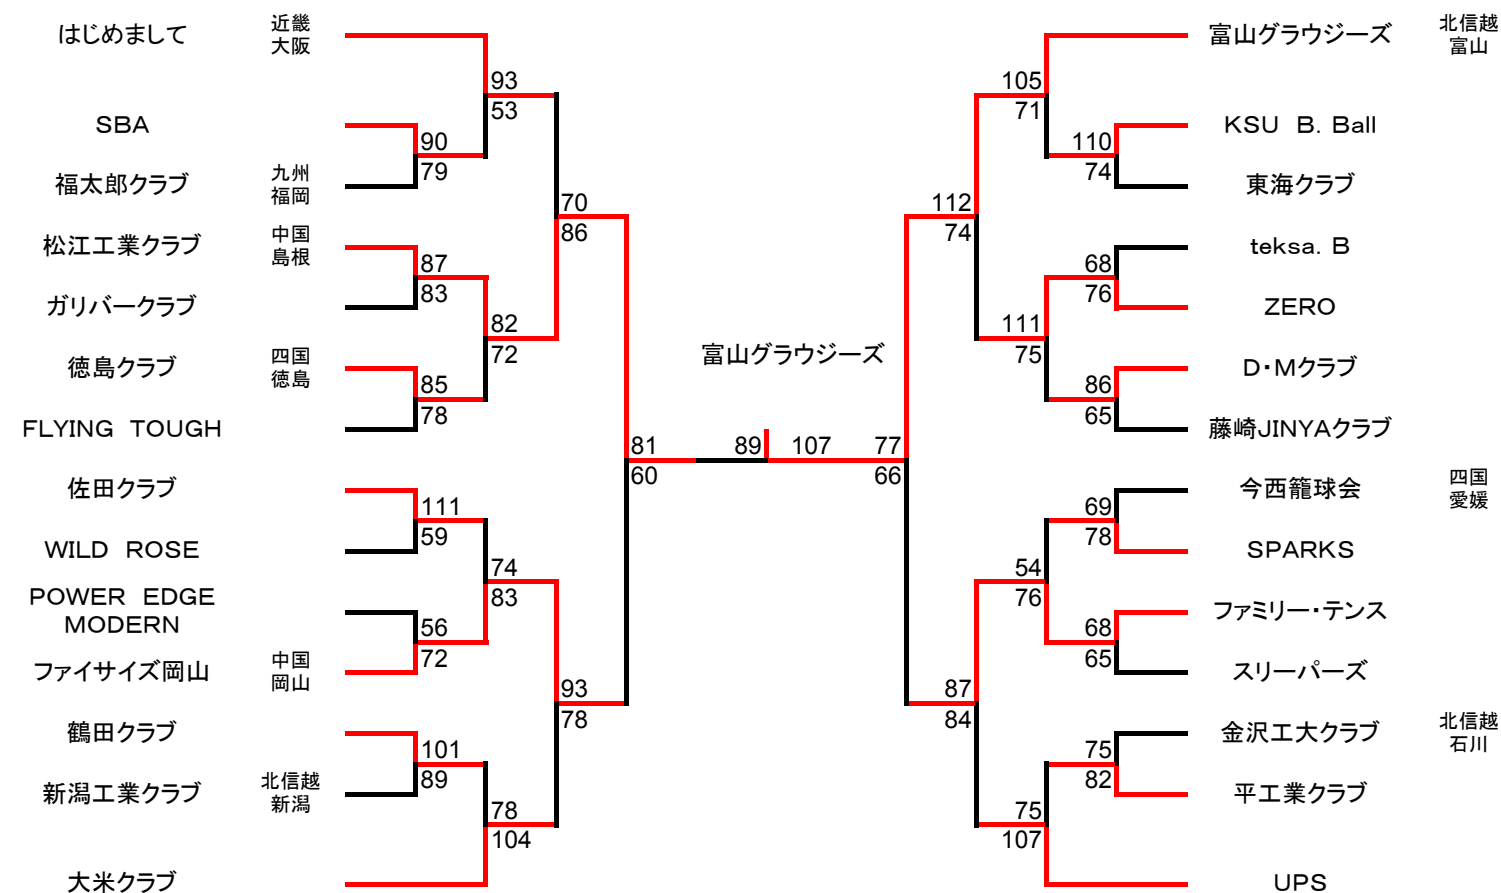 はじめまして
近畿
大阪
93
53
SBA
90
79
福太郎クラブ
九州
福岡
70
86
松江工業クラブ
中国
島根
87
83
ガリバークラブ
82
72
徳島クラブ
四国
徳島
85
78
FLYING TOUGH
81
60
佐田クラブ
111
59
WILD ROSE
74
83
POWER EDGE
MODERN
56
72
ファイサイズ岡山
中国
岡山
93
78
鶴田クラブ
101
89
新潟工業クラブ
北信越
新潟
78
104
大米クラブ
富山グラウジーズ
89 107
富山グラウジーズ
北信越
富山
105
71
KSU B. Ball
110
74
東海クラブ
112
74
teksa. B
68
76
ZERO
111
75
D・Mクラブ
86
65
藤崎JINYAクラブ
77
66
今西籠球会
四国
愛媛
69
78
SPARKS
54
76
ファミリー・テンス
68
65
スリーパーズ
87
84
金沢工大クラブ
北信越
石川
75
82
平工業クラブ
75
107
UPS